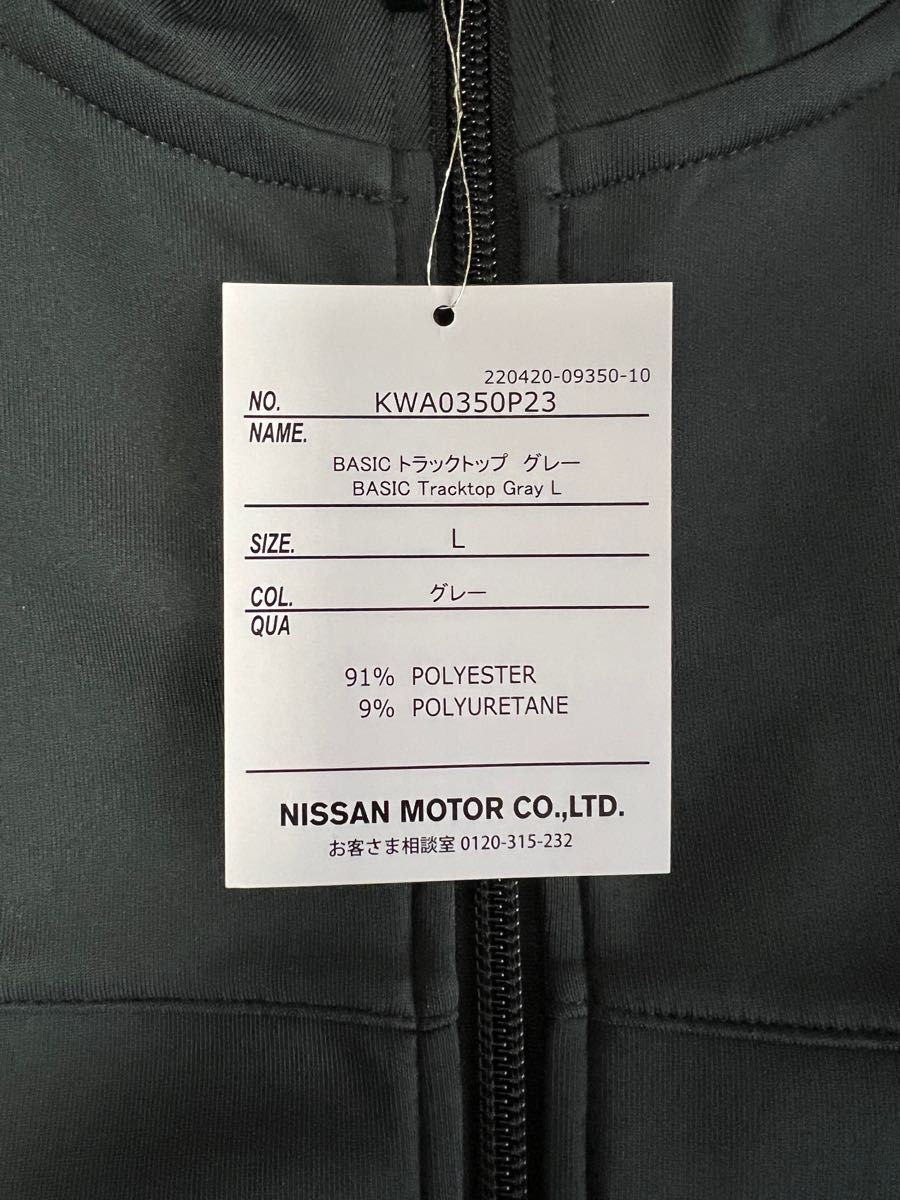 220420-09350-10
NO. KWA0350P23
NAME.
BASIC トラックトップ グレー
BASIC Tracktop Gray L
SIZE. L
COL. グレー
QUA
91% POLYESTER
9% POLYURETANE
NISSAN MOTOR CO.,LTD.
お客さま相談室 0120-315-232